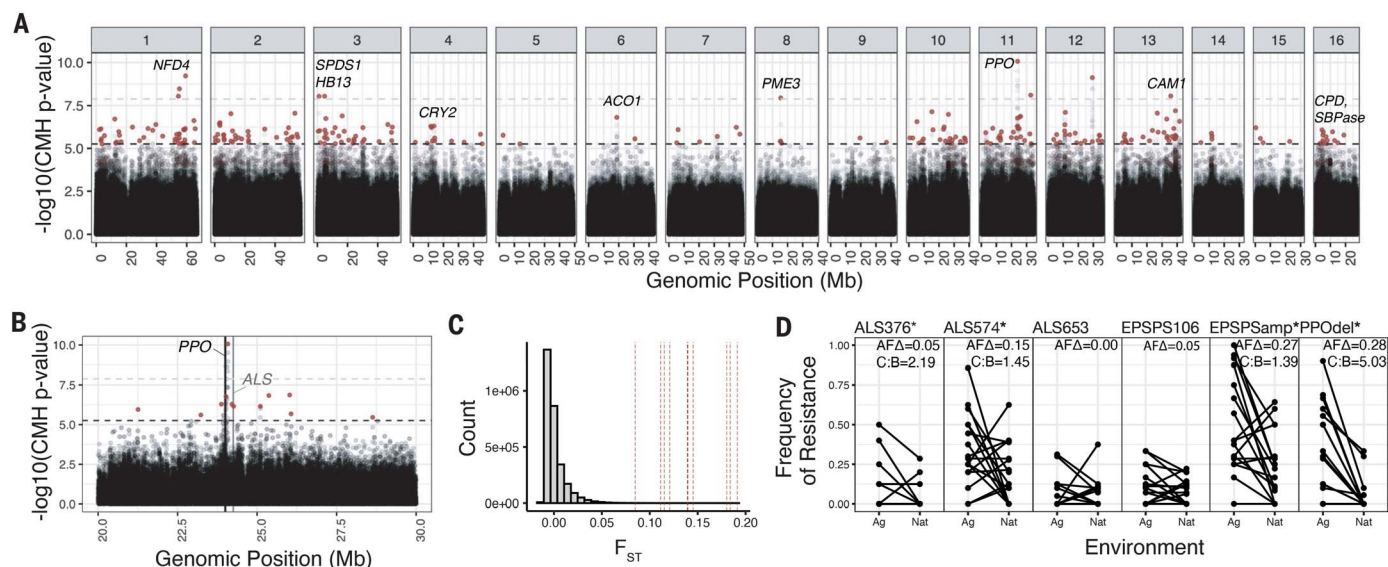 A
1 2 3 4 5 6 7 8 9 10 11 12 13 14 15 16
-log10(CMH p-value)
10.0
7.5
5.0
2.5
0.0
NFD4
SPDS1
HB13
CRY2
ACO1
PME3
PPO
CAM1
CPD,
SBPase
0 20 40 60 0 20 40 0 20 40 0 10 20 30 40 0 10 20 30 40 50 0 10 20 30 40 50 0 10 20 30 40 50 0 10 20 30 40 0 10 20 30 0 10 20 30 40 0 10 20 30 0 10 20 30 0 10 20 30 40 0 10 20 30 0 10 20 30 0 10 20
Genomic Position (Mb)
B
-log10(CMH p-value)
10.0
7.5
5.0
2.5
0.0
PPO
ALS
20.0 22.5 25.0 27.5 30.0
Genomic Position (Mb)
C
Count
1e+06
5e+05
0e+00
0.00 0.05 0.10 0.15 0.20
FST
D
ALS376* ALS574* ALS653 EPSPS106 EPSPSamp* PPOdel*
AFΔ=0.05 AFΔ=0.15 AFΔ=0.00 AFΔ=0.05 AFΔ=0.27 AFΔ=0.28
C:B=2.19 C:B=1.45 C:B=1.39 C:B=5.03
Frequency
of Resistance
1.00
0.75
0.50
0.25
0.00
Ag Nat Ag Nat Ag Nat Ag Nat Ag Nat Ag Nat
Environment